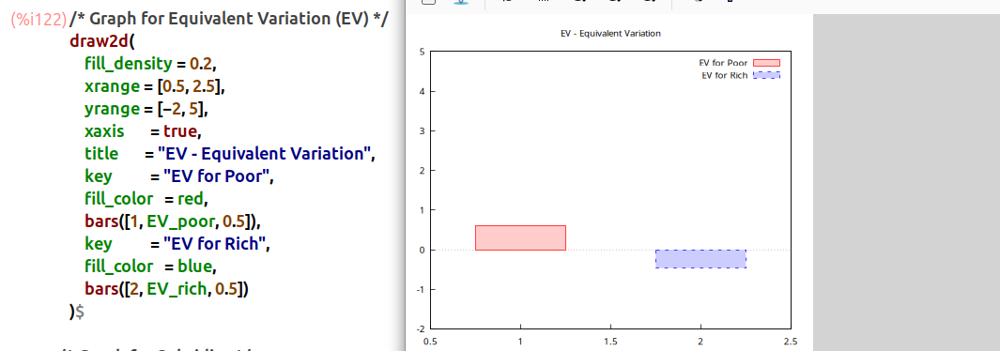 (%i122) /* Graph for Equivalent Variation (EV) */
draw2d(
fill_density = 0.2,
xrange = [0.5, 2.5],
yrange = [−2, 5],
xaxis = true,
title = "EV - Equivalent Variation",
key = "EV for Poor",
fill_color = red,
bars([1, EV_poor, 0.5]),
key = "EV for Rich",
fill_color = blue,
bars([2, EV_rich, 0.5])
)$
EV - Equivalent Variation
EV for Poor
EV for Rich
5
4
3
2
1
0
-1
-2
0.5 1 1.5 2 2.5